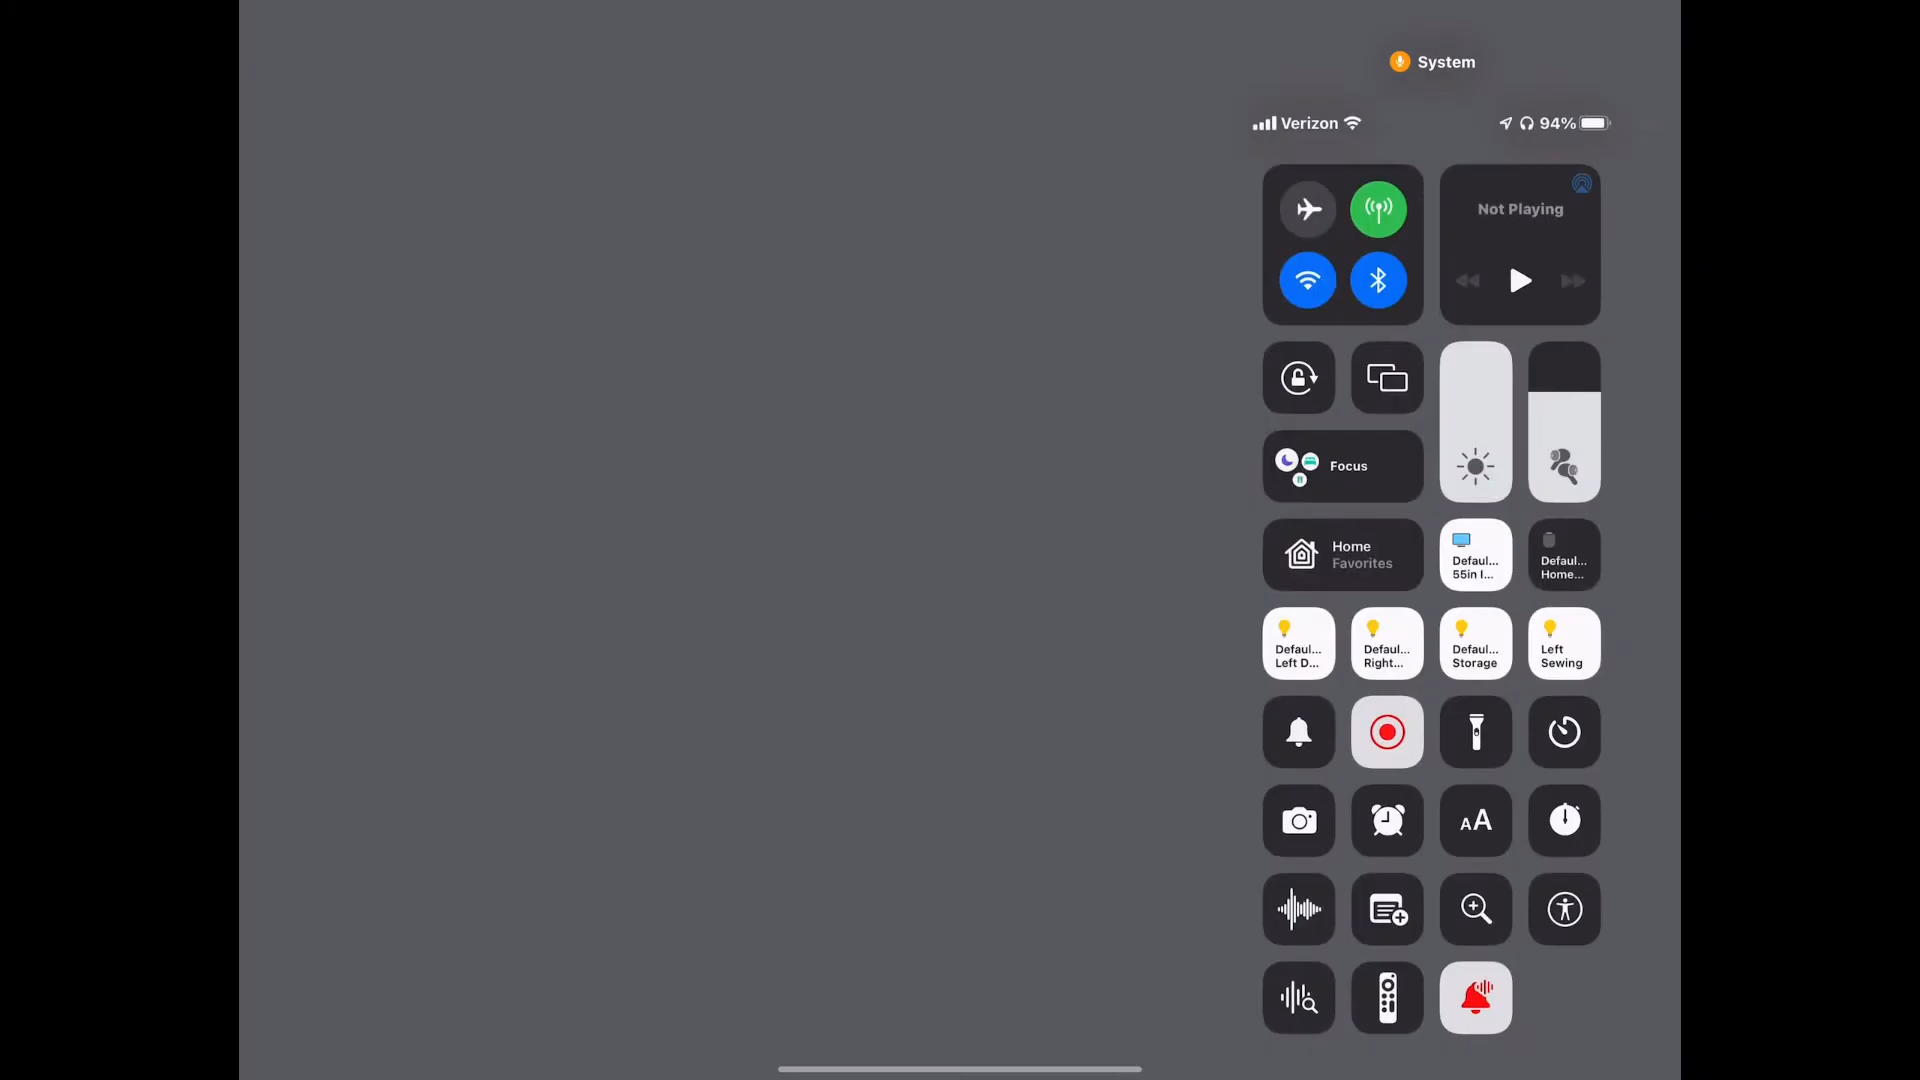 System
Verizon
94%
Not Playing
Focus
Home
Favorites
Defaul...
55in I...
Defaul...
Home...
Defaul...
Left D...
Defaul...
Right...
Defaul...
Storage
Left
Sewing
AA